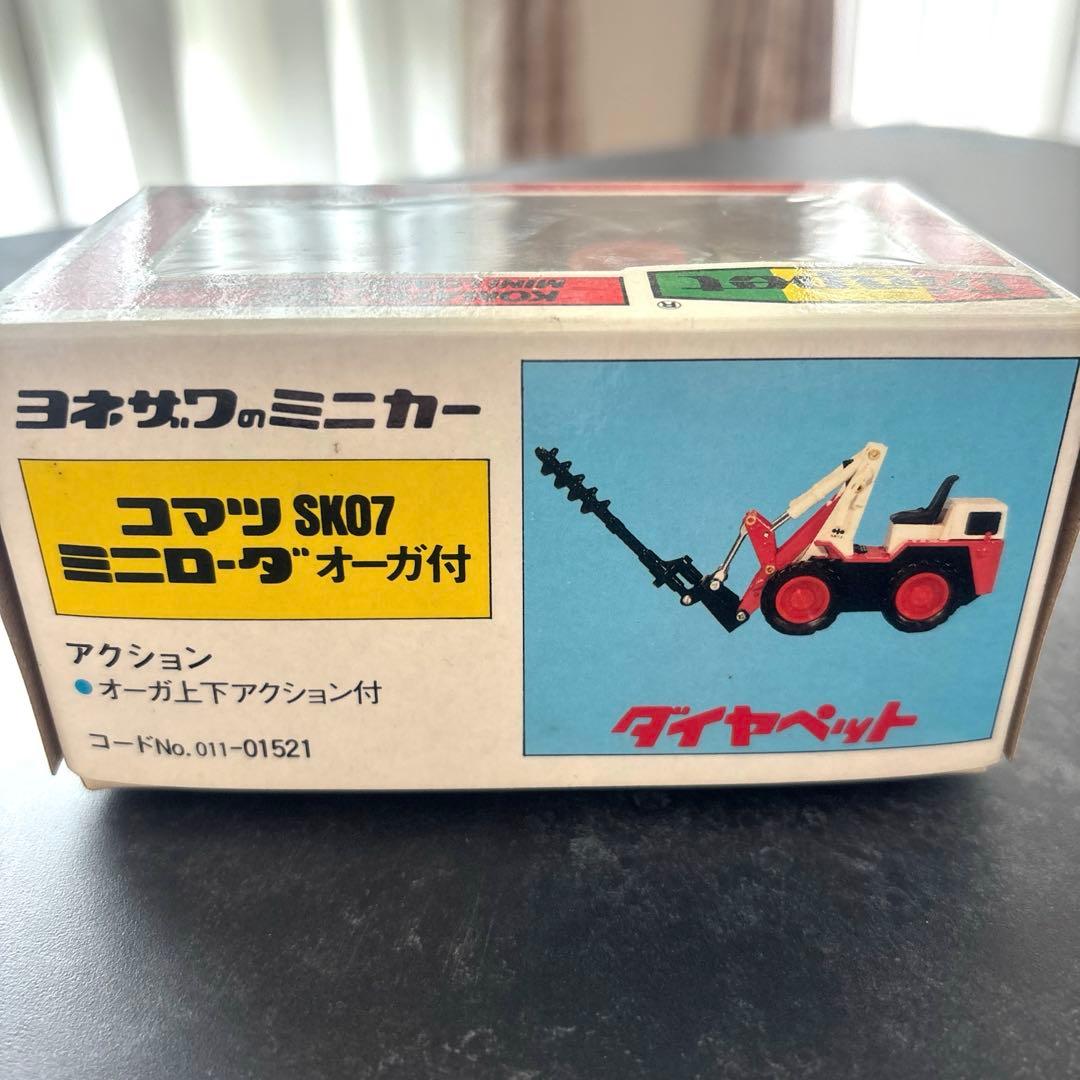 ヨネザワのミニカー
コマツ SK07
ミニローダ オーガ付
アクション
●オーガ上下アクション付
コードNo. 011-01521
ダイヤペット
®